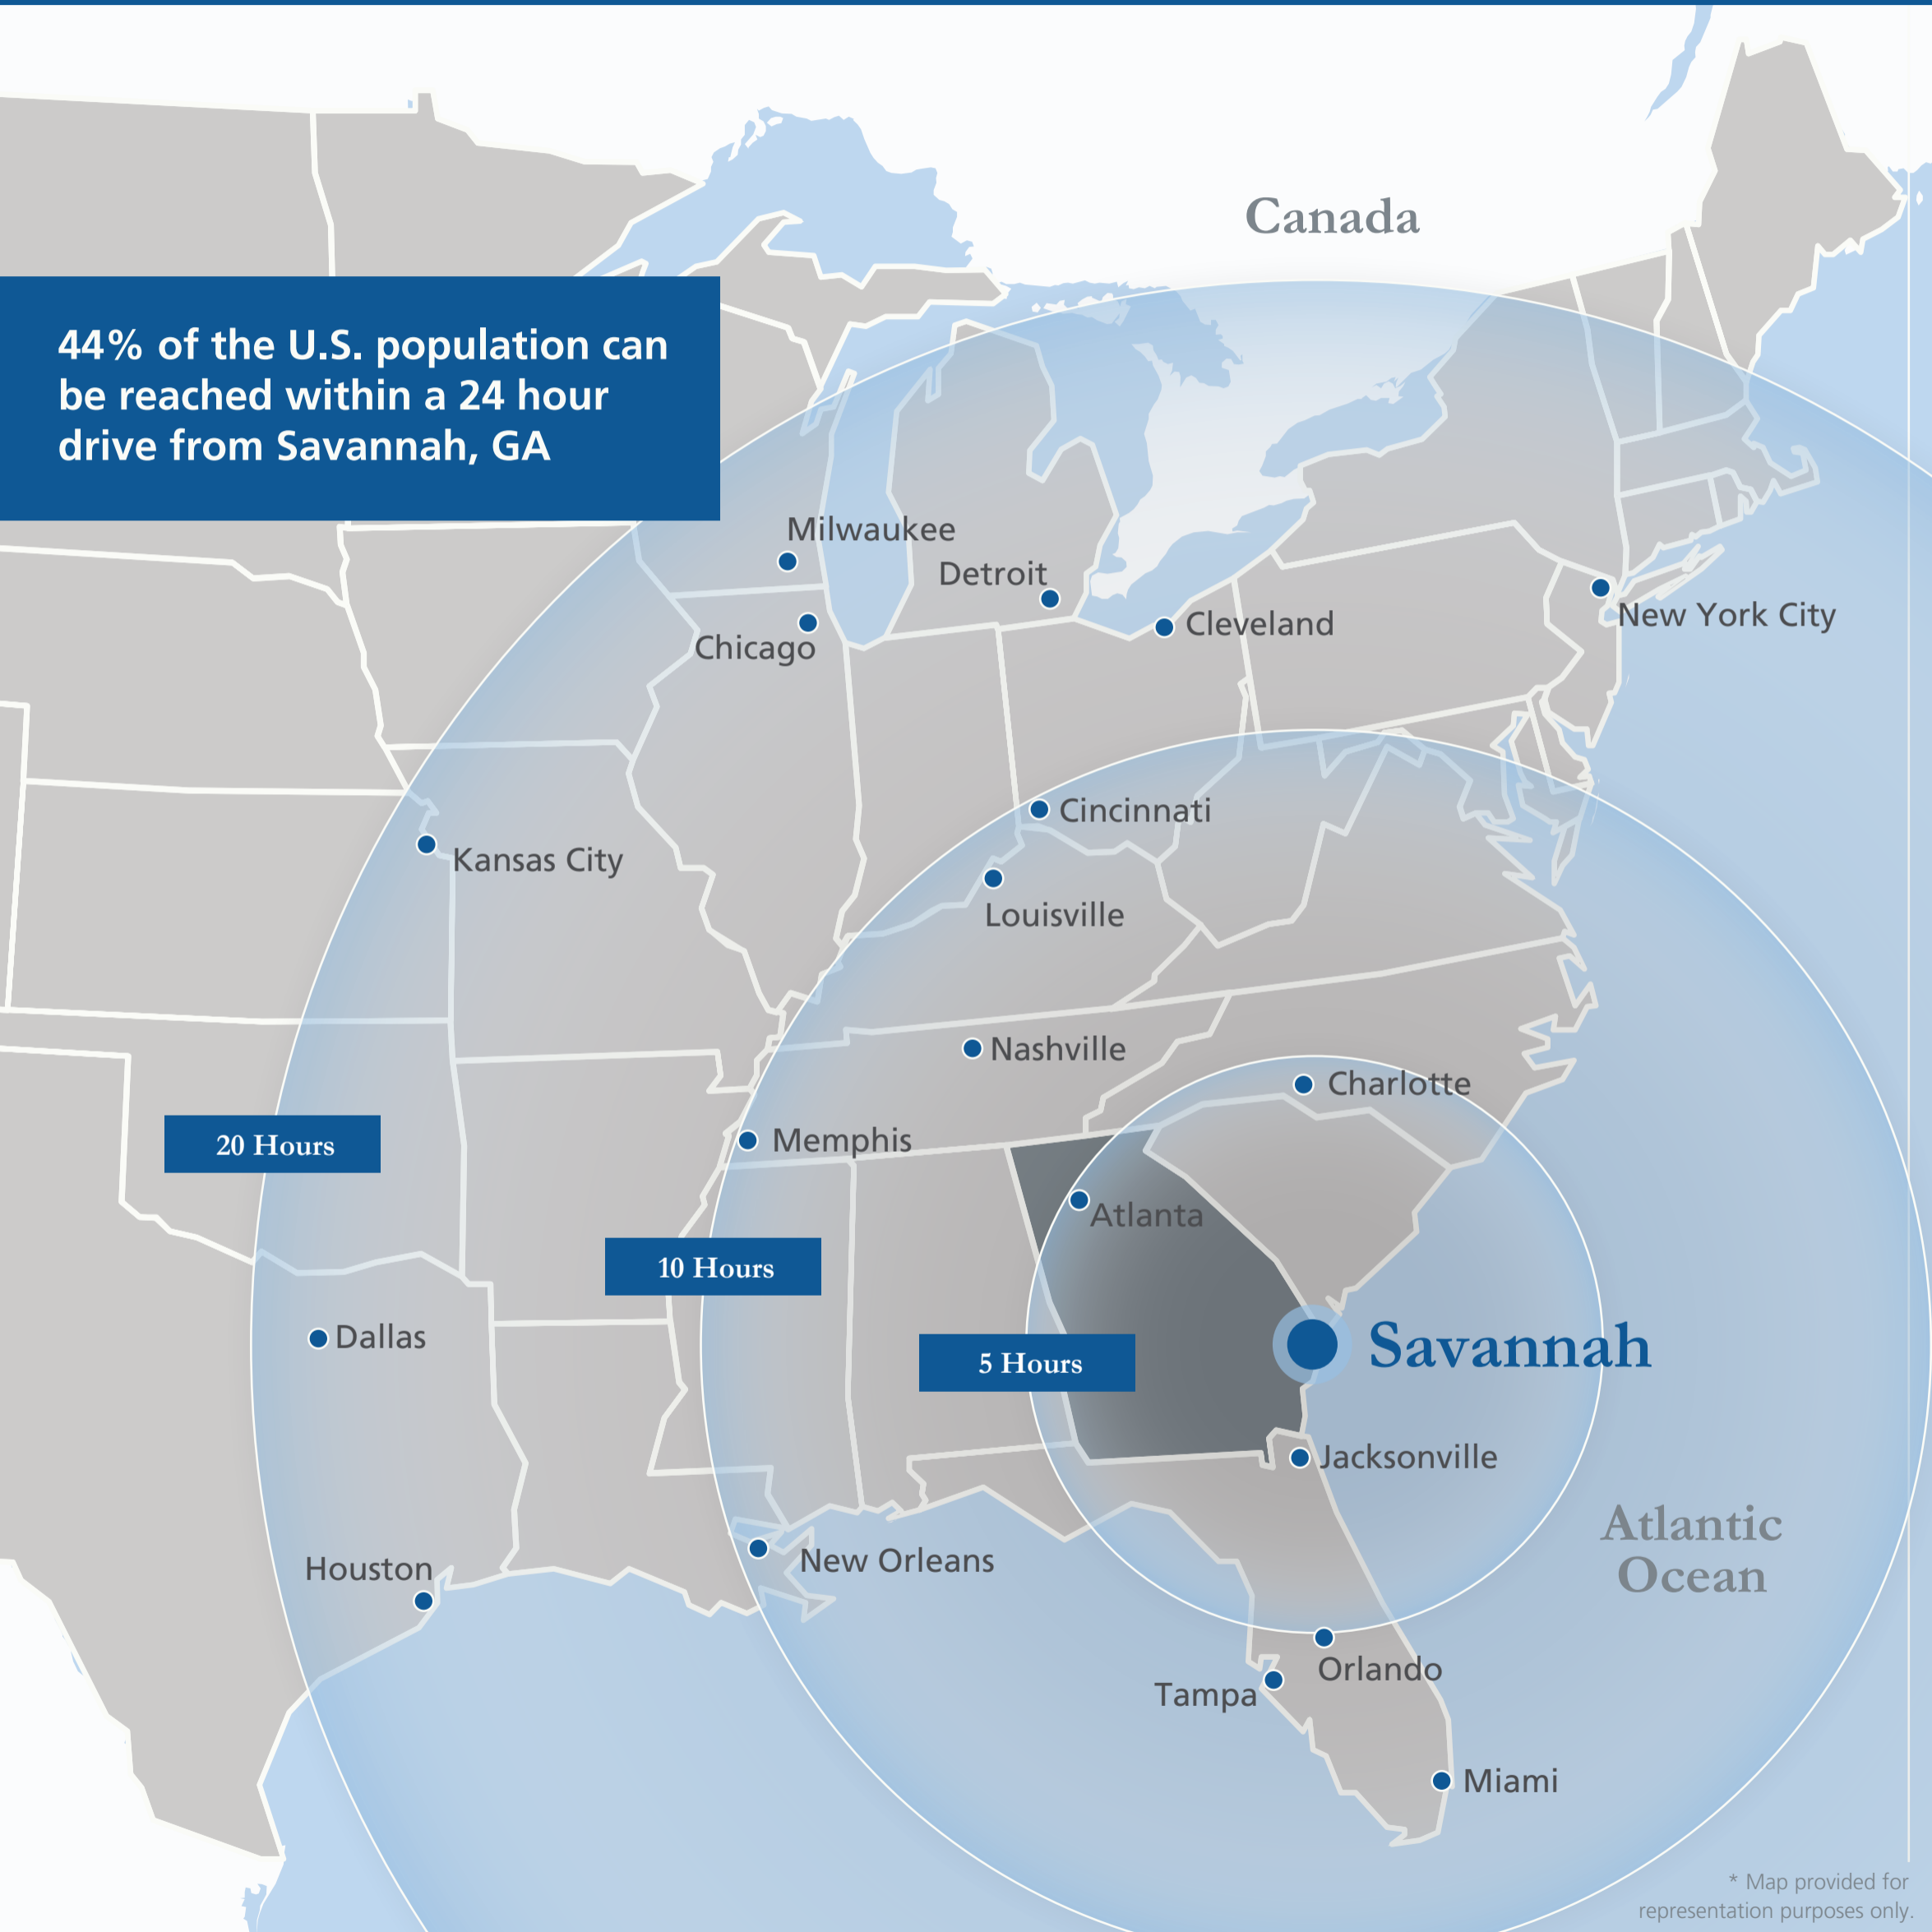 Canada
44% of the U.S. population can
be reached within a 24 hour
drive from Savannah, GA
Milwaukee
Detroit
New York City
Cleveland
Chicago
Cincinnati
Kansas City
Louisville
Nashville
Charlotte
20 Hours
Memphis
Atlanta
10 Hours
Dallas
5 Hours
Savannah
Jacksonville
Atlantic
Ocean
New Orleans
Houston
Orlando
Tampa
Miami
* Map provided for
representation purposes only.